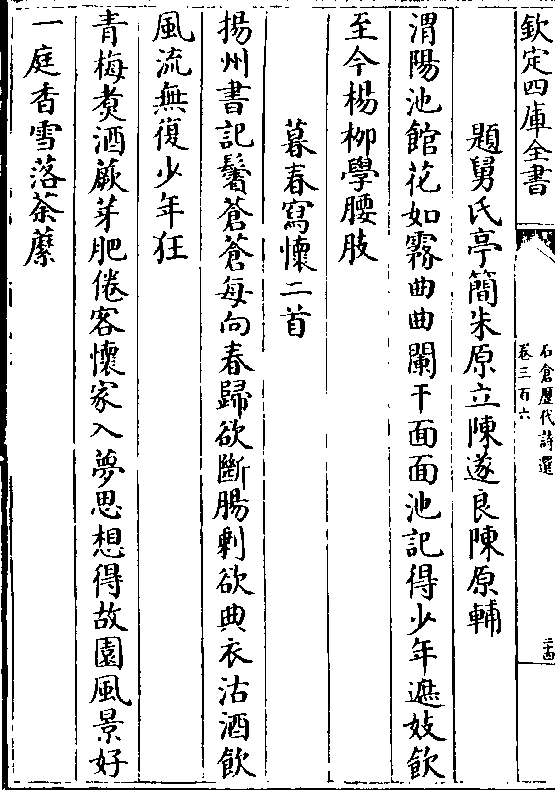 欽定四庫全書
石倉歷代詩選
卷三百六
二十四
題舅氏亭簡朱原立陳遂良陳原輔
渭陽池館花如霧曲曲闌干面面池記得少年遮妓飲
至今楊柳學腰肢
暮春寫懷二首
揚州書記鬢蒼蒼每向春歸欲斷腸剩欲典衣沽酒飲
風流無復少年狂
青梅煑酒蕨芽肥倦客懷家入夢思想得故園風景好
一庭香雪落荼蘼